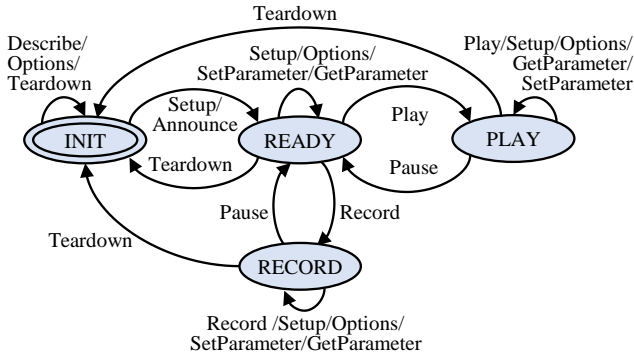 Teardown
Describe/
Options/
Teardown
Setup/Options/
SetParameter/GetParameter
Play/Setup/Options/
GetParameter/
SetParameter
Setup/
Announce
Play
INIT
READY
PLAY
Teardown
Pause
Pause
Record
Teardown
RECORD
Record /Setup/Options/
SetParameter/GetParameter